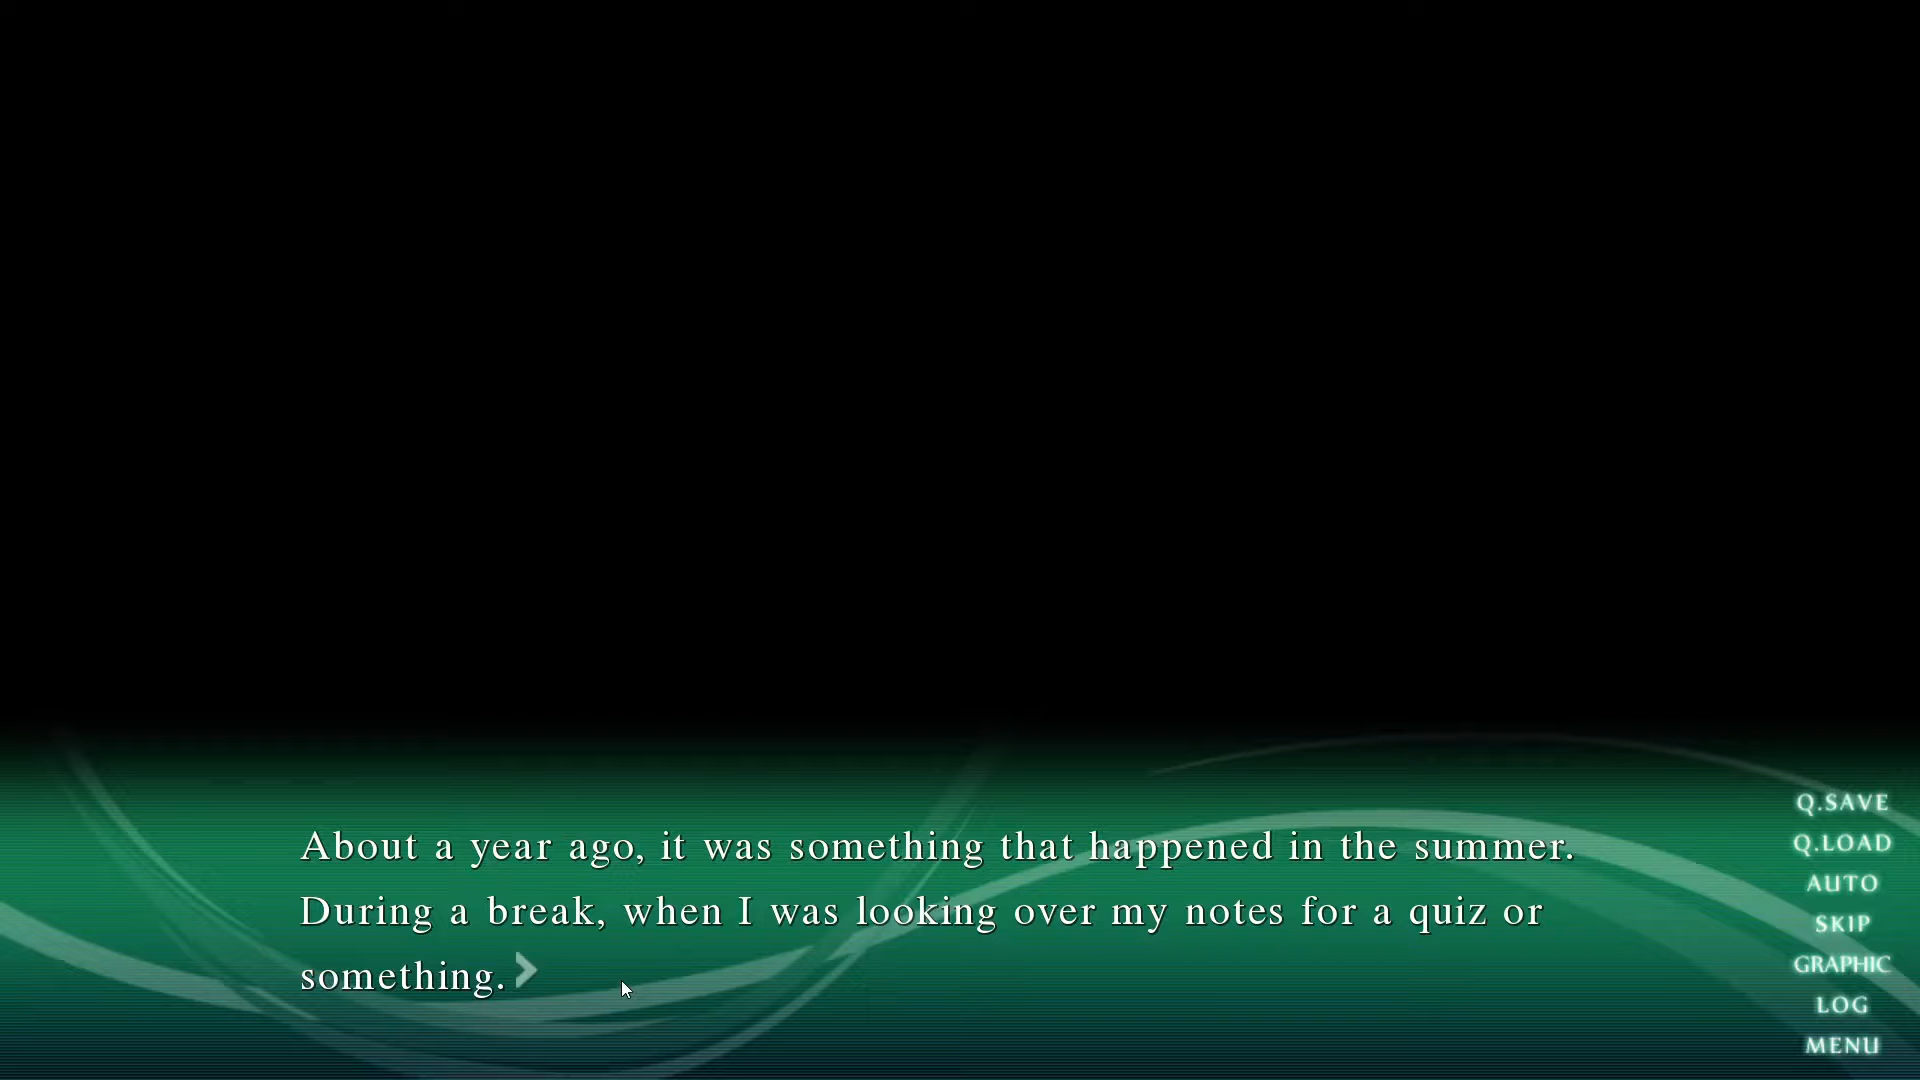 About a year ago, it was something that happened in the summer.
During a break, when I was looking over my notes for a quiz or
something.
Q.SAVE
Q.LOAD
AUTO
SKIP
GRAPHIC
LOG
MENU